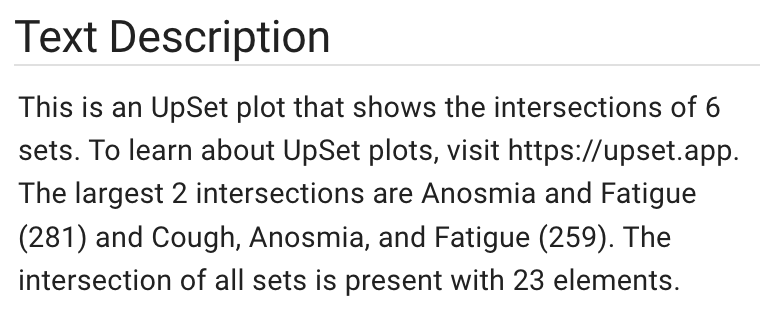 Text Description
This is an UpSet plot that shows the intersections of 6
sets. To learn about UpSet plots, visit https://upset.app.
The largest 2 intersections are Anosmia and Fatigue
(281) and Cough, Anosmia, and Fatigue (259). The
intersection of all sets is present with 23 elements.